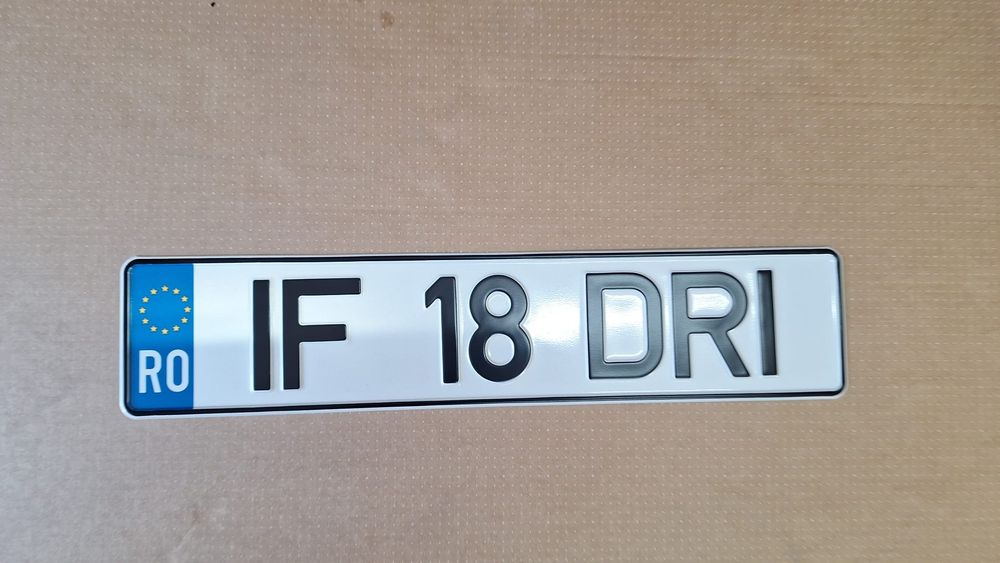 RO IF 18 DRI